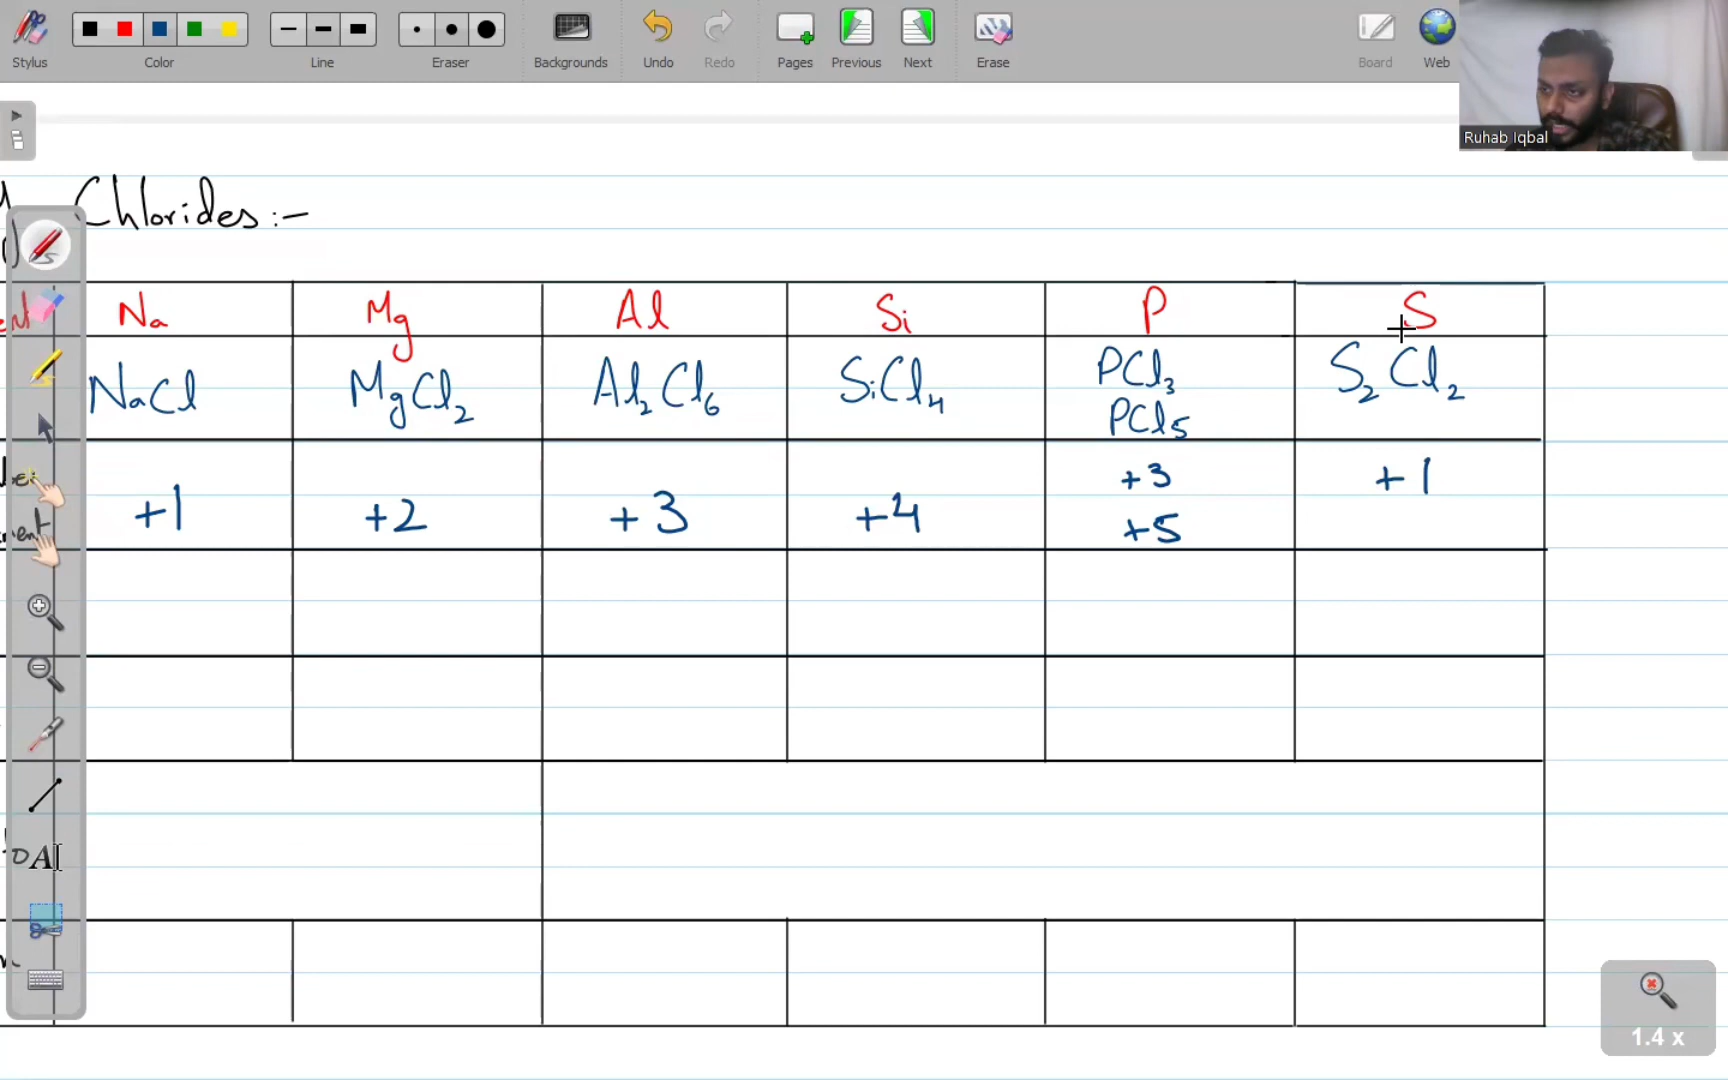 Stylus Color Line Eraser Backgrounds Undo Redo Pages Previous Next Erase Board Web
Ruhab Iqbal
Chlorides:-
Na Mg Al Si P S
NaCl MgCl2 Al2Cl6 SiCl4 PCl3 S2Cl2
PCl5
+1 +2 +3 +4 +3 +1
+5
1.4 x